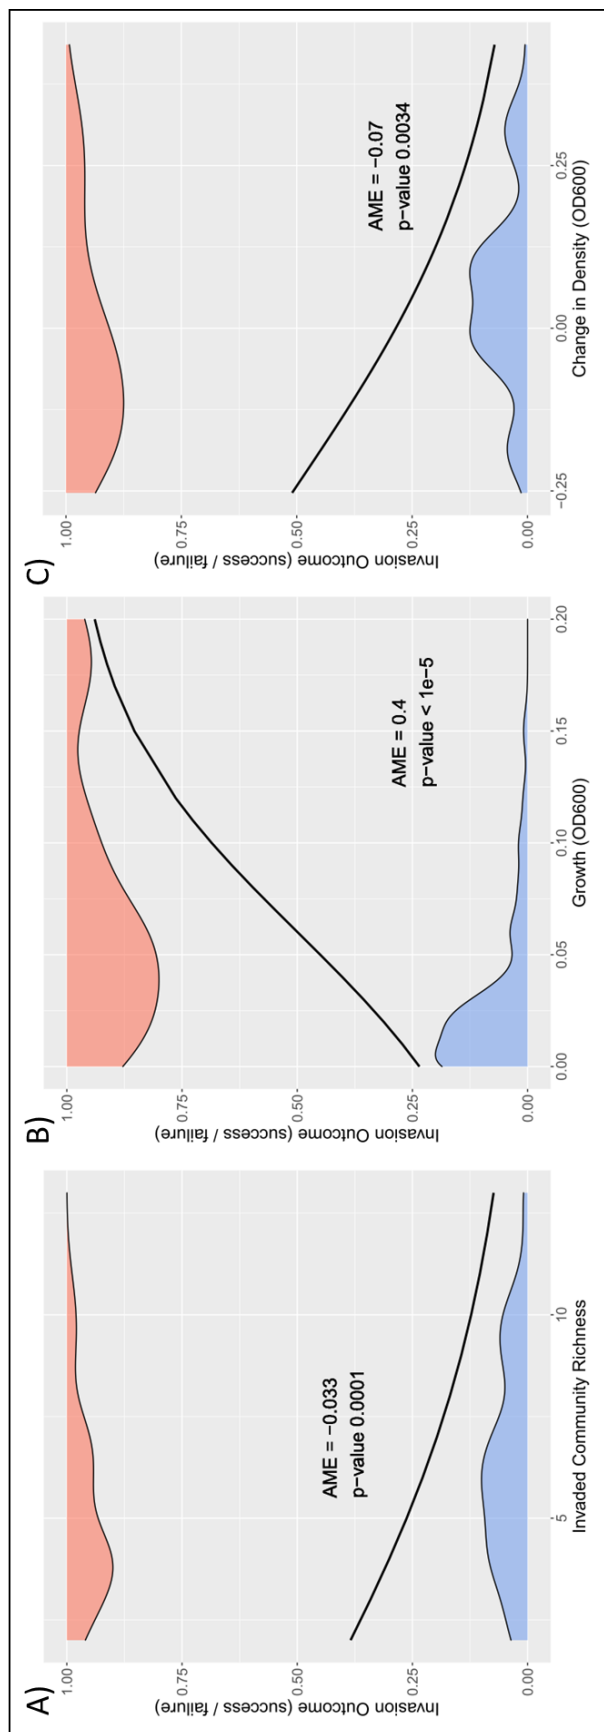 A)
Invasion Outcome (success / failure)
1.00
0.75
0.50
0.25
0.00
AME = −0.033
p−value 0.0001
5
10
Invaded Community Richness
B)
Invasion Outcome (success / failure)
1.00
0.75
0.50
0.25
0.00
AME = 0.4
p−value < 1e−5
0.00
0.05
0.10
0.15
0.20
Growth (OD600)
C)
Invasion Outcome (success / failure)
1.00
0.75
0.50
0.25
0.00
AME = −0.07
p−value 0.0034
−0.25
0.00
0.25
Change in Density (OD600)